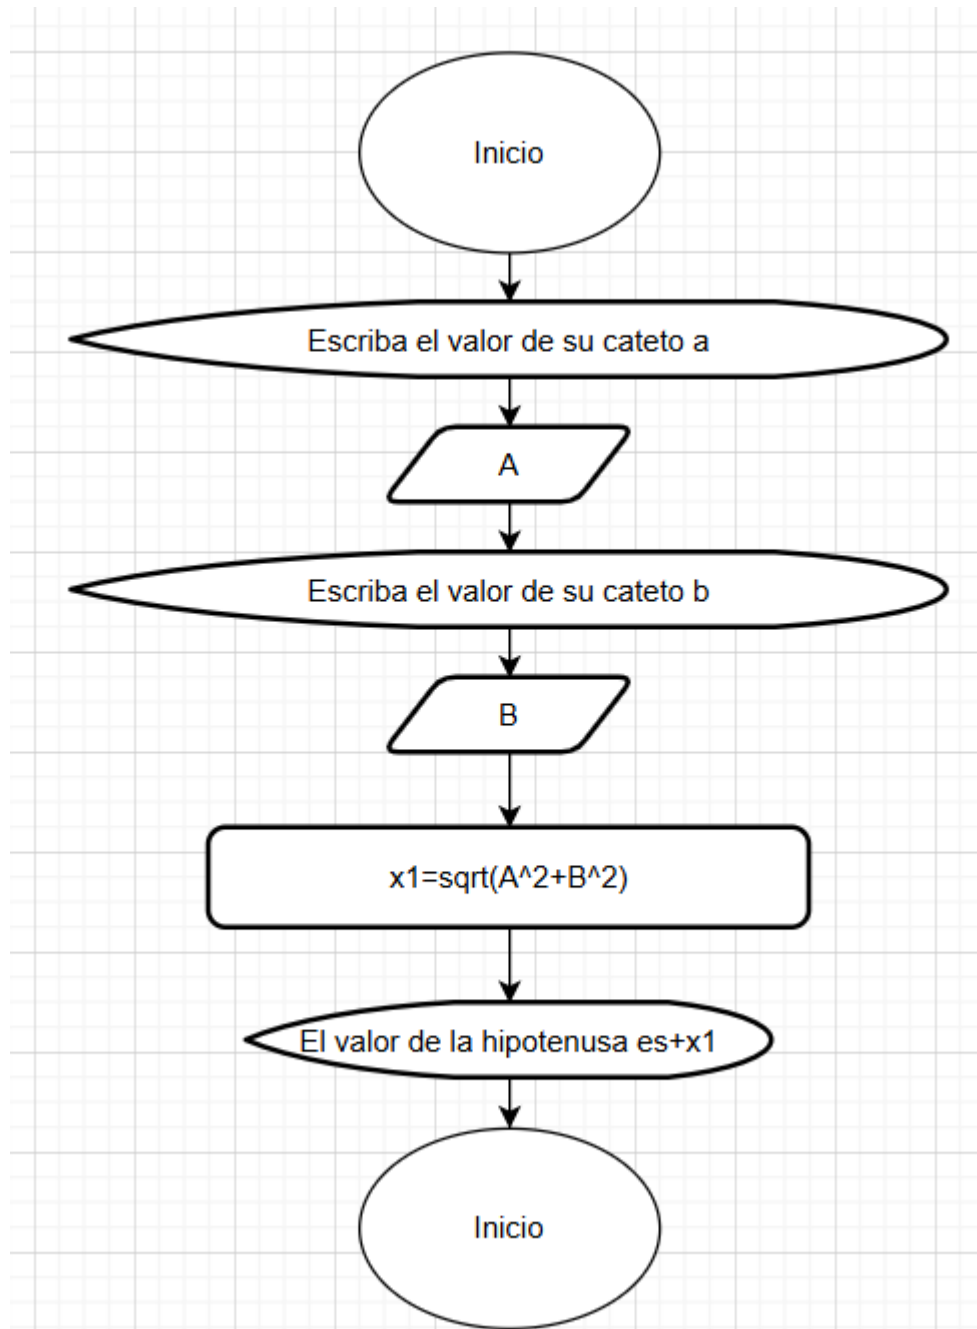 Inicio
Escriba el valor de su cateto a
A
Escriba el valor de su cateto b
B
x1=sqrt(A^2+B^2)
El valor de la hipotenusa es+x1
Inicio